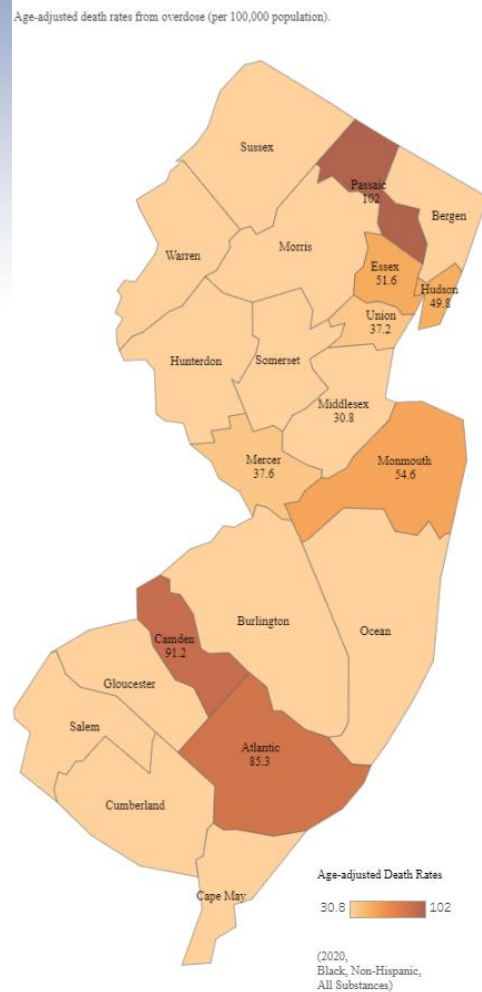 Age-adjusted death rates from overdose (per 100,000 population).
Sussex
Passaic
102
Bergen
Warren
Morris
Essex
51.6
Hudson
49.8
Union
37.2
Hunterdon
Somerset
Middlesex
30.8
Mercer
37.6
Monmouth
54.6
Burlington
Ocean
Camden
91.2
Gloucester
Salem
Atlantic
85.3
Cumberland
Cape May
Age-adjusted Death Rates
30.8 102
(2020,
Black, Non-Hispanic,
All Substances)